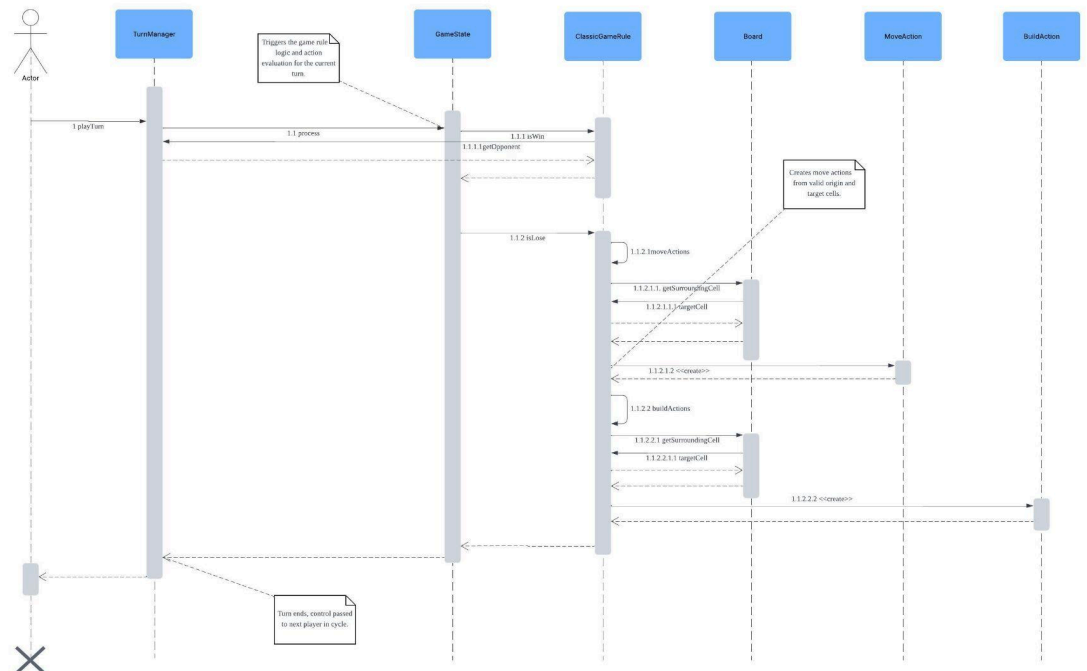 TurnManager
GameState
ClassicGameRule
Board
MoveAction
BuildAction
Actor
Triggers the game rule
logic and action
evaluation for the current
turn.
1 playTurn
1.1 process
1.1.1 isWin
1.1.1.1getOpponent
Creates move actions
from valid origin and
target cells.
1.1.2 isLose
1.1.2.1moveActions
1.1.2.1.1. getSurroundingCell
1.1.2.1.1.1 targetCell
1.1.2.1.2 <<create>>
1.1.2.2 buildActions
1.1.2.2.1 getSurroundingCell
1.1.2.2.1.1 targetCell
1.1.2.2.2 <<create>>
Turn ends, control passed
to next player in cycle.